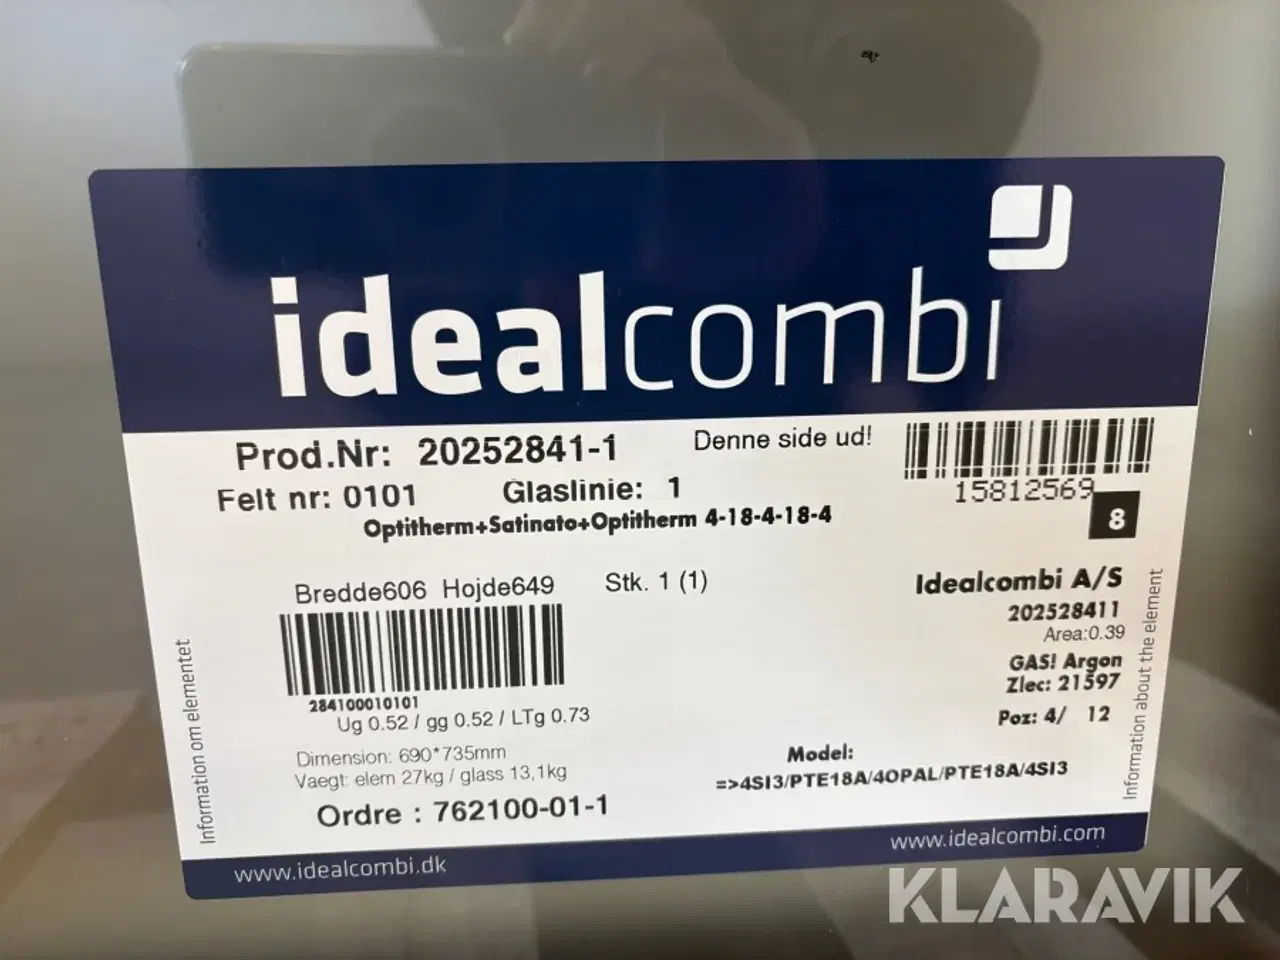 idealcombi
Prod.Nr: 20252841-1
Denne side ud!
15812569
Felt nr: 0101
Glaslinie: 1
8
Optitherm+Satinato+Optitherm 4-18-4-18-4
Bredde606 Hojde649
Stk. 1 (1)
284100010101
Ug 0.52 / gg 0.52 / LTg 0.73
Dimension: 690*735mm
Vaegt: elem 27kg / glass 13,1kg
Ordre : 762100-01-1
Idealcombi A/S
202528411
Area:0.39
GAS! Argon
Zlec: 21597
Poz: 4/ 12
Model:
=>4SI3/PTE18A/4OPAL/PTE18A/4SI3
Information om elementet
Information about the element
www.idealcombi.dk
www.idealcombi.com
KLARAVIK